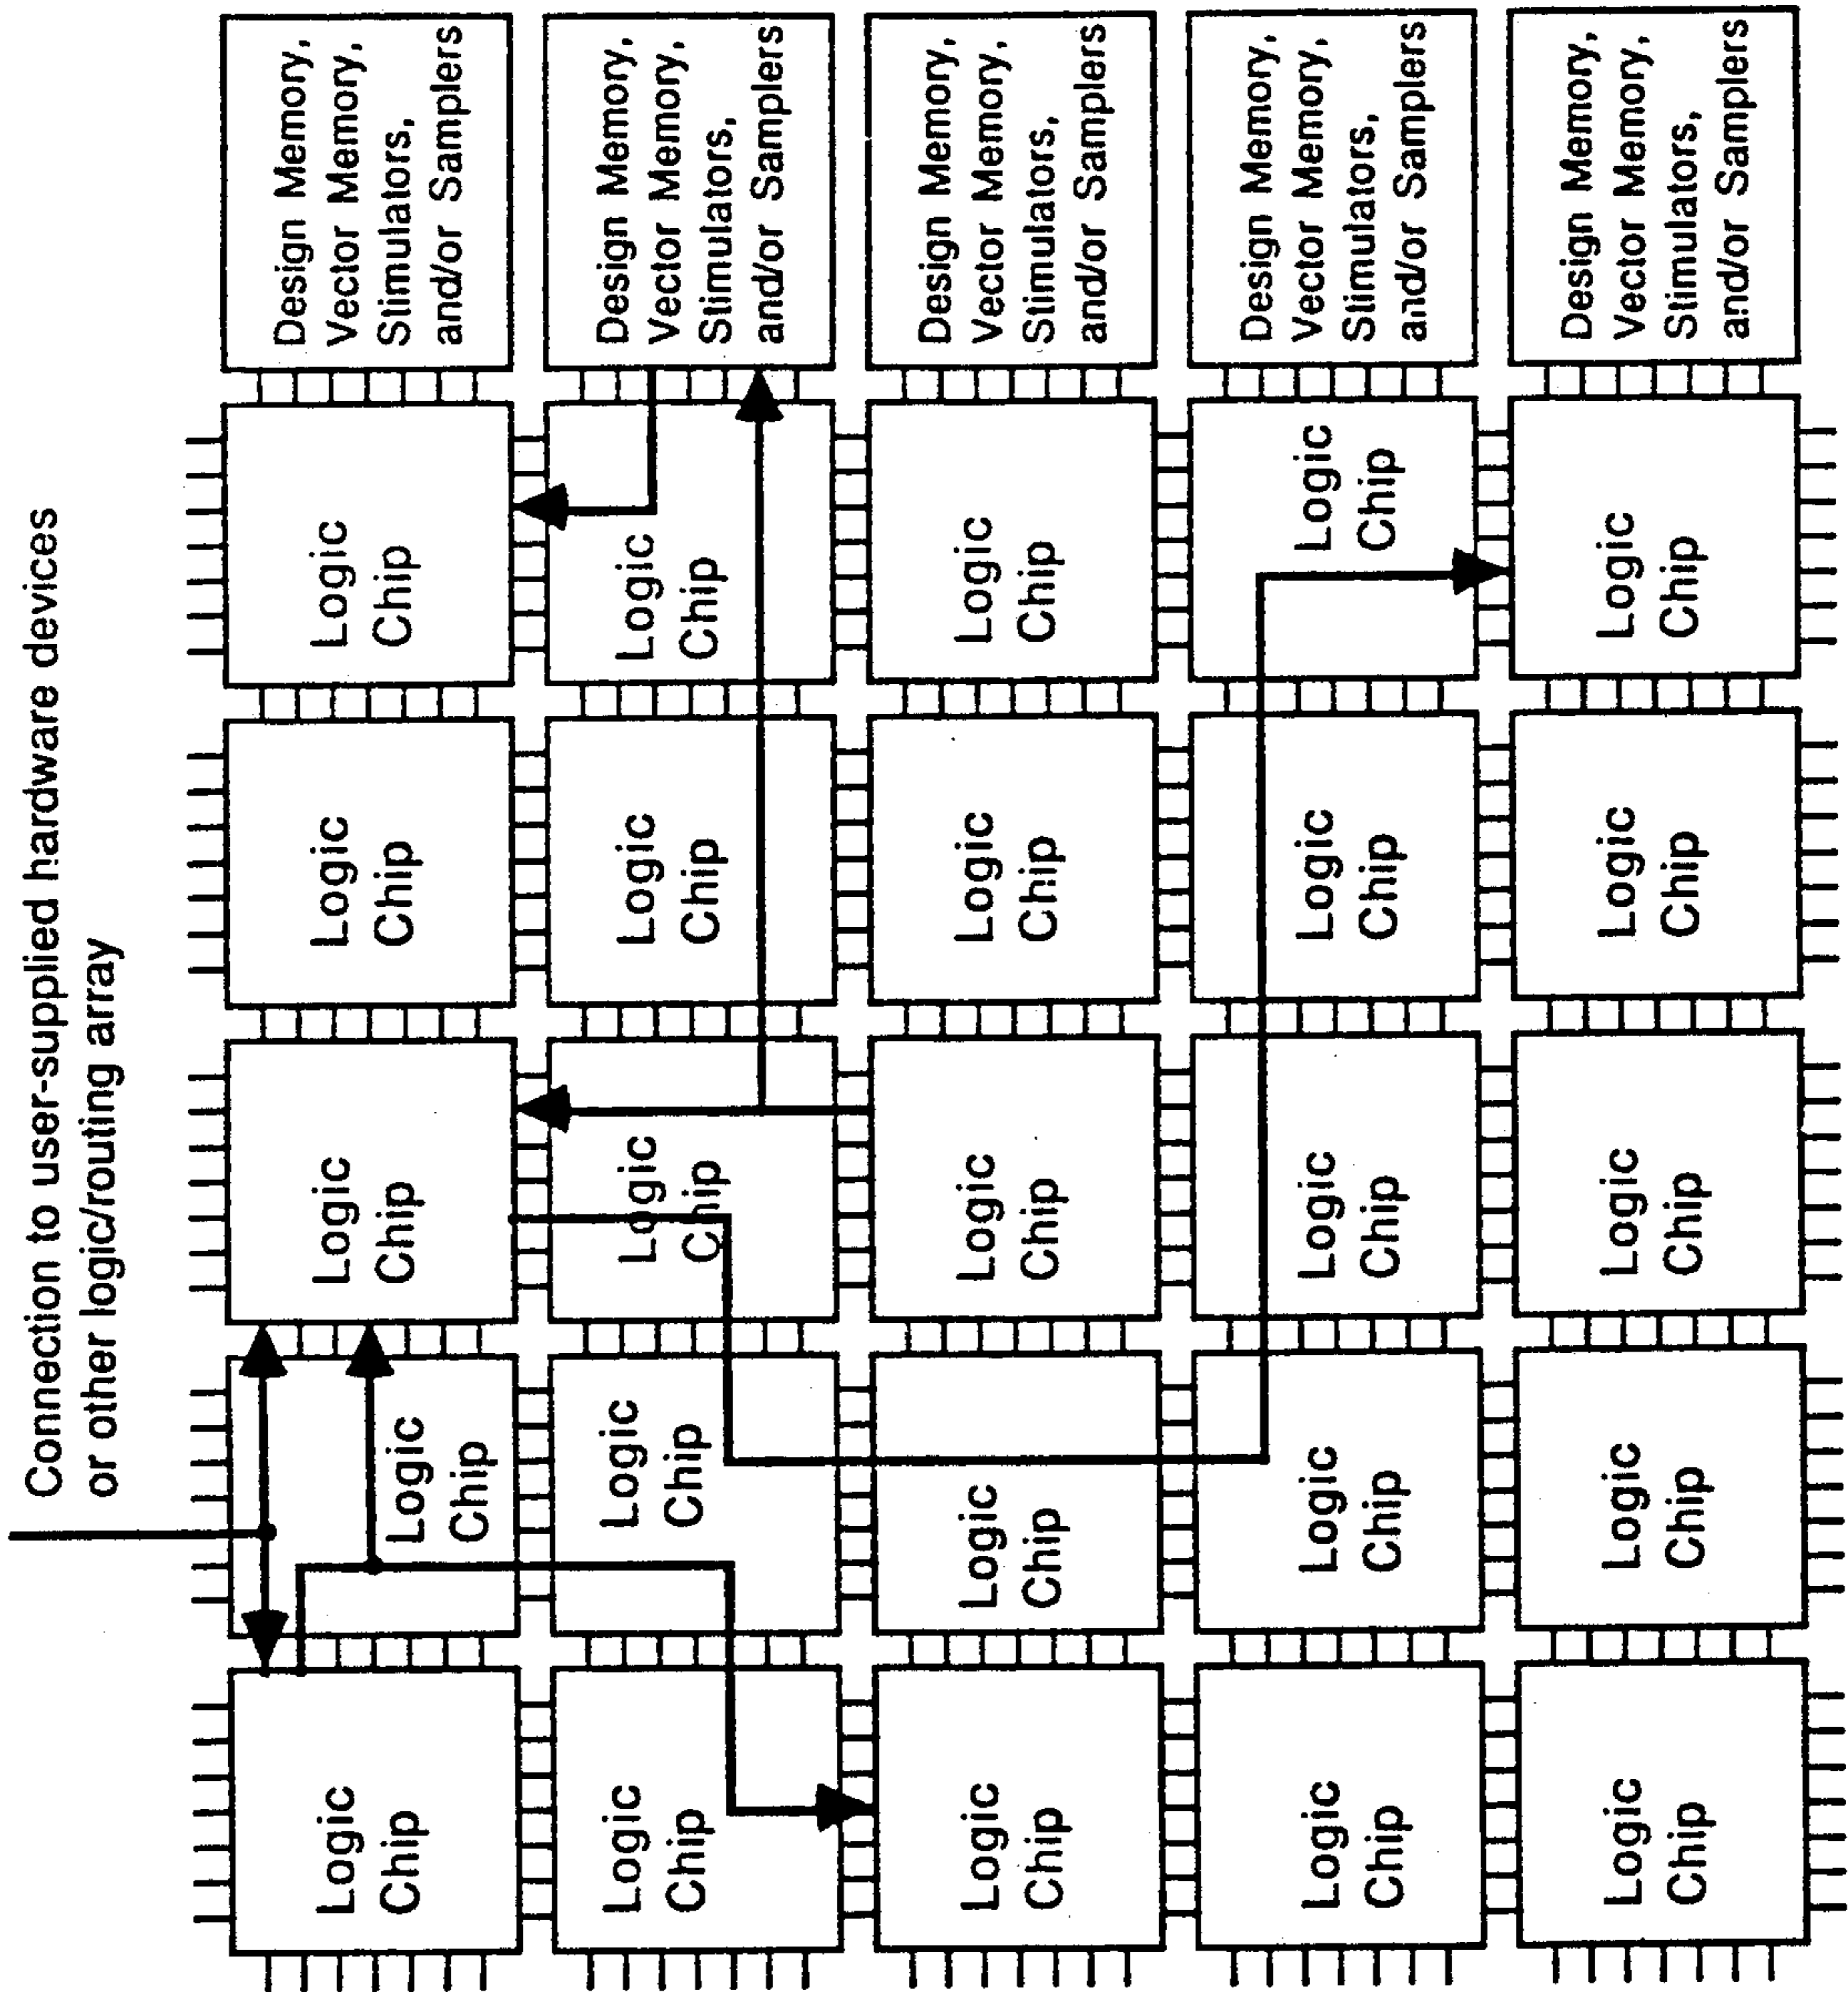 Connection to user-supplied hardware devices
or other logic/routing array
Logic
Chip
Logic
Chip
Logic
Chip
Logic
Chip
Logic
Chip
Design Memory,
Vector Memory,
Stimulators,
and/or Samplers
Logic
Chip
Logic
Chip
Logic
Chip
Logic
Chip
Logic
Chip
Design Memory,
Vector Memory,
Stimulators,
and/or Samplers
Logic
Chip
Logic
Chip
Logic
Chip
Logic
Chip
Logic
Chip
Design Memory,
Vector Memory,
Stimulators,
and/or Samplers
Logic
Chip
Logic
Chip
Logic
Chip
Logic
Chip
Logic
Chip
Design Memory,
Vector Memory,
Stimulators,
and/or Samplers
Logic
Chip
Logic
Chip
Logic
Chip
Logic
Chip
Logic
Chip
Design Memory,
Vector Memory,
Stimulators,
and/or Samplers